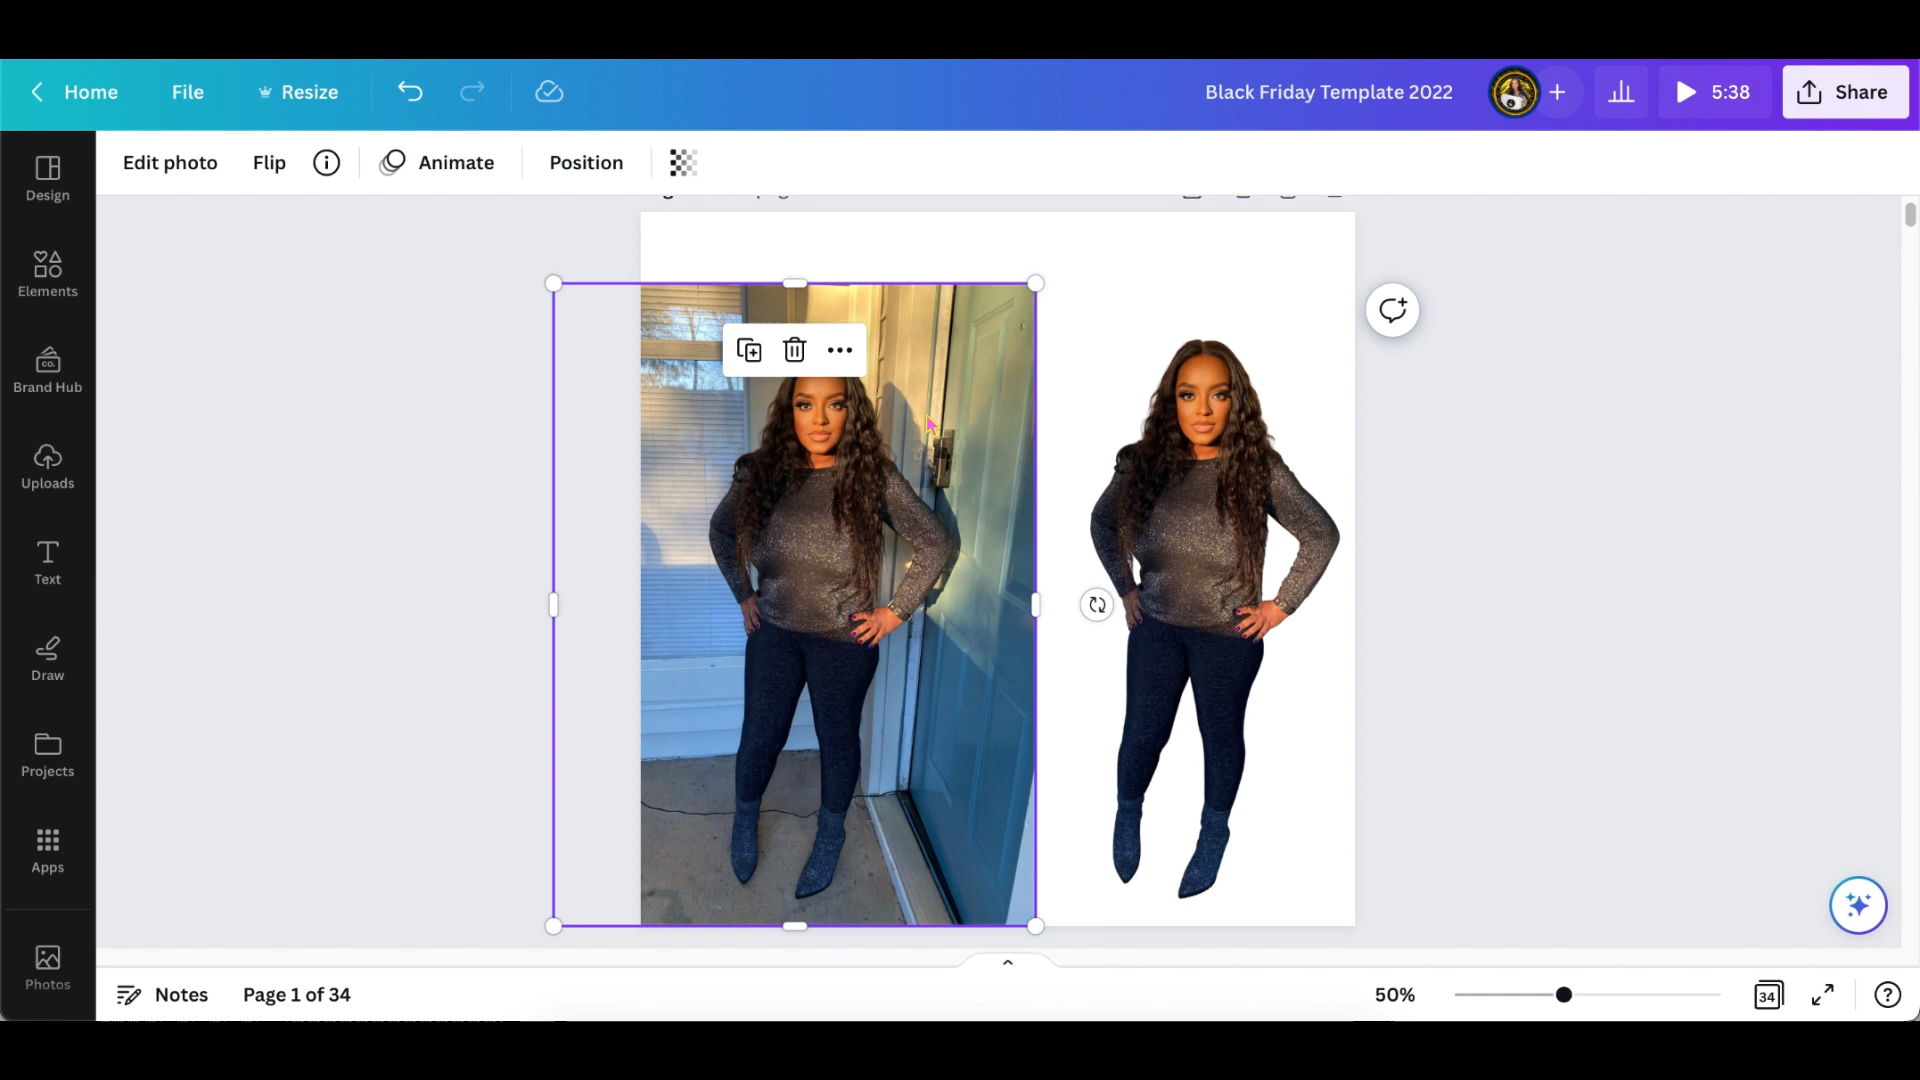 Home File Resize Black Friday Template 2022 5:38 Share
Edit photo Flip Animate Position
Design
Elements
CO.
Brand Hub
Uploads
Text
Draw
Projects
Apps
Photos
Notes Page 1 of 34 50% 34 ?